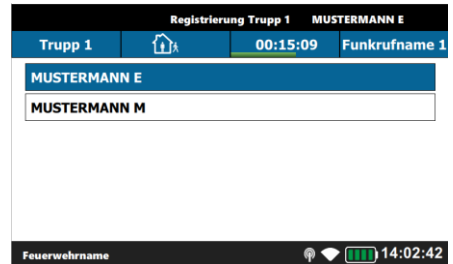 Registrierung Trupp 1 MUSTERMANN E
Trupp 1 00:15:09 Funkrufname 1
MUSTERMANN E
MUSTERMANN M
Feuerwehrname 14:02:42